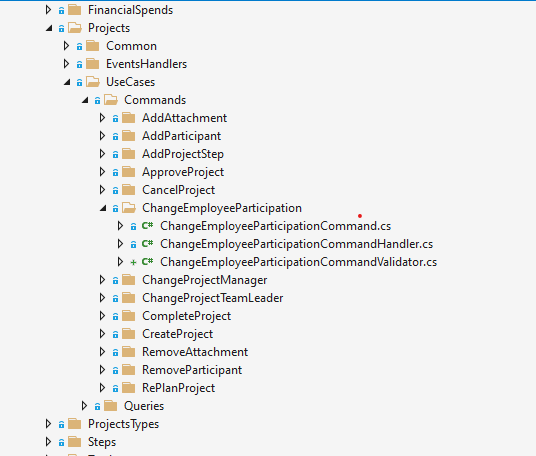 FinancialSpends
Projects
Common
EventsHandlers
UseCases
Commands
AddAttachment
AddParticipant
AddProjectStep
ApproveProject
CancelProject
ChangeEmployeeParticipation
C# ChangeEmployeeParticipationCommand.cs
C# ChangeEmployeeParticipationCommandHandler.cs
+ C# ChangeEmployeeParticipationCommandValidator.cs
ChangeProjectManager
ChangeProjectTeamLeader
CompleteProject
CreateProject
RemoveAttachment
RemoveParticipant
RePlanProject
Queries
ProjectsTypes
Steps